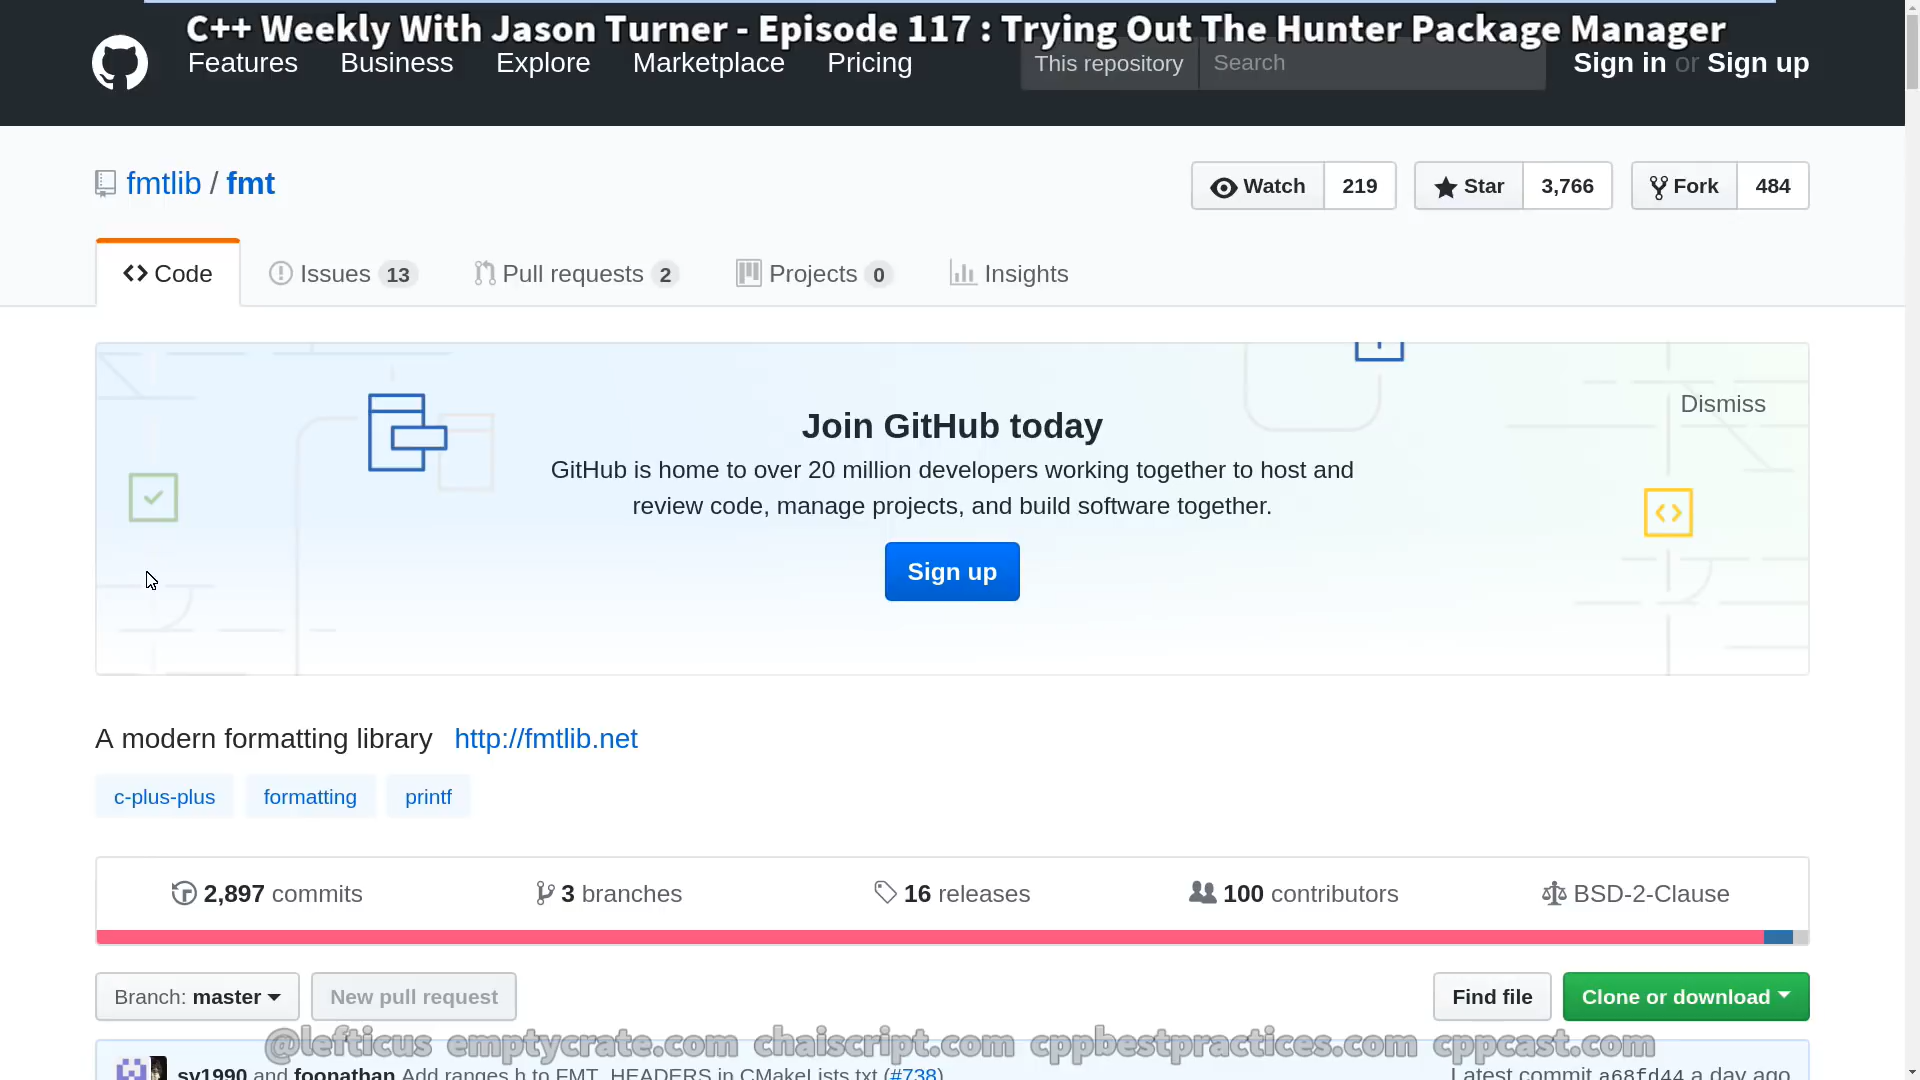 C++ Weekly With Jason Turner - Episode 117 : Trying Out The Hunter Package Manager
Features Business Explore Marketplace Pricing This repository Search Sign in or Sign up
fmtlib / fmt Watch 219 Star 3,766 Fork 484
Code Issues 13 Pull requests 2 Projects 0 Insights
Dismiss
Join GitHub today
GitHub is home to over 20 million developers working together to host and
review code, manage projects, and build software together.
Sign up
A modern formatting library http://fmtlib.net
c-plus-plus formatting printf
2,897 commits 3 branches 16 releases 100 contributors BSD-2-Clause
Branch: master New pull request Find file Clone or download
@lefticus emptycrate.com chaiscript.com cppbestpractices.com cppcast.com
sv1990 and foonathan Add ranges.h to FMT_HEADERS in CMakeLists.txt (#738) Latest commit a68fd44 a day ago